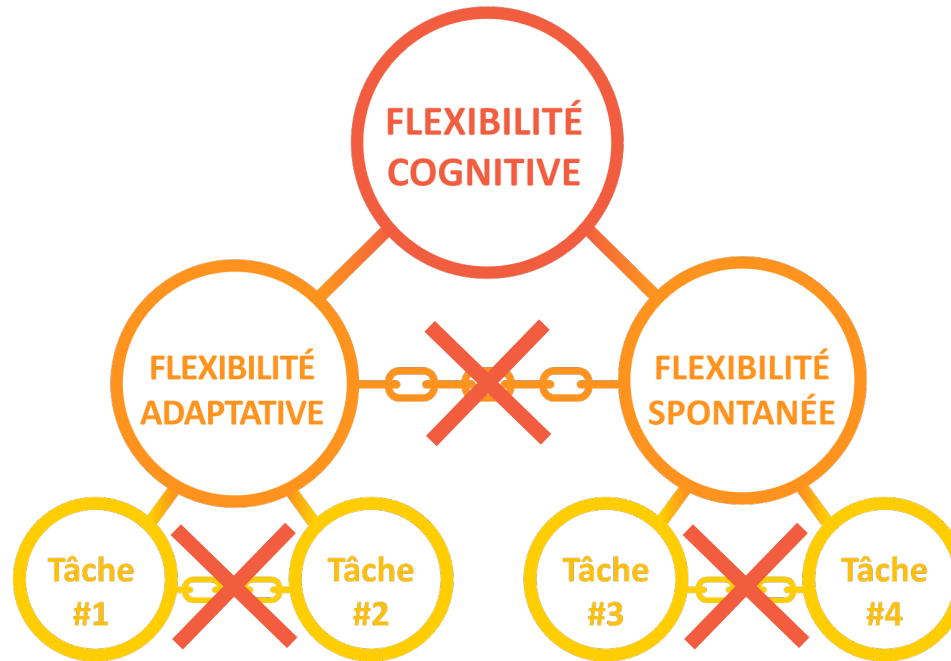 FLEXIBILITÉ
COGNITIVE
FLEXIBILITÉ
ADAPTATIVE
FLEXIBILITÉ
SPONTANÉE
Tâche
#1
Tâche
#2
Tâche
#3
Tâche
#4